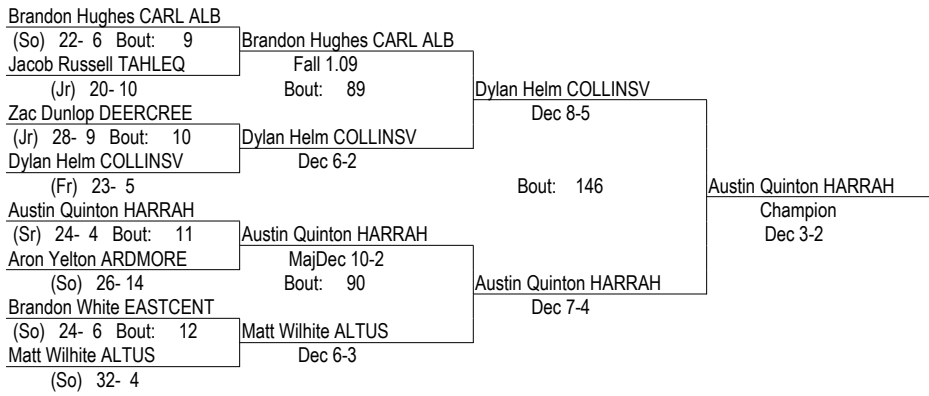 Brandon Hughes CARL ALB
(So) 22- 6 Bout: 9
Jacob Russell TAHLEQ
(Jr) 20- 10
Zac Dunlop DEERCREE
(Jr) 28- 9 Bout: 10
Dylan Helm COLLINSV
(Fr) 23- 5
Austin Quinton HARRAH
(Sr) 24- 4 Bout: 11
Aron Yelton ARDMORE
(So) 26- 14
Brandon White EASTCENT
(So) 24- 6 Bout: 12
Matt Wilhite ALTUS
(So) 32- 4
Brandon Hughes CARL ALB
Fall 1.09
Bout: 89
Dylan Helm COLLINSV
Dec 6-2
Austin Quinton HARRAH
MajDec 10-2
Bout: 90
Matt Wilhite ALTUS
Dec 6-3
Dylan Helm COLLINSV
Dec 8-5
Bout: 146
Austin Quinton HARRAH
Dec 7-4
Austin Quinton HARRAH
Champion
Dec 3-2